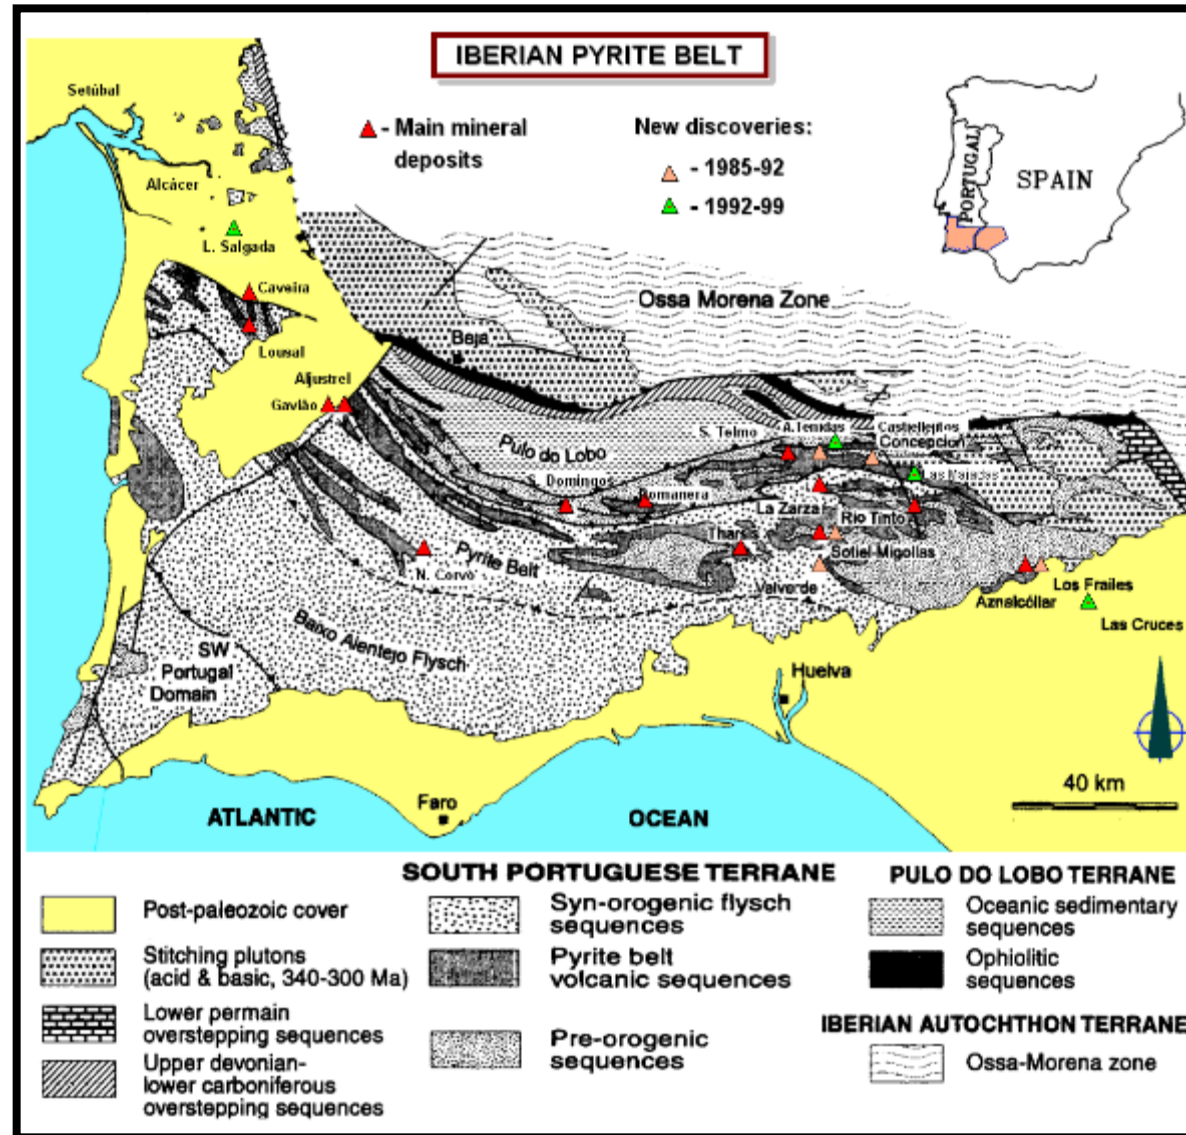 IBERIAN PYRITE BELT
- Main mineral
deposits
New discoveries:
- 1985-92
- 1992-99
PORTUGAL
SPAIN
Setúbal
Alcácer
L. Salgada
Caveira
Lousal
Aljustrel
Gavião
Ossa Morena Zone
Beja
Pulo do Lobo
S. Telmo
A.Tenidas
Castiellejitos
Concepcion
Las Majadas
S. Domingos
Romanera
La Zarza
Rio Tinto
Tharsis
Sotiel-Migollas
Valverde
Pyrite Belt
N. Corvo
Aznalcóllar
Los Frailes
Las Cruces
Baixo Alentejo Flysch
SW
Portugal
Domain
Huelva
Faro
40 km
ATLANTIC
OCEAN
SOUTH PORTUGUESE TERRANE
PULO DO LOBO TERRANE
Post-paleozoic cover
Stitching plutons
(acid & basic, 340-300 Ma)
Lower permain
overstepping sequences
Upper devonian-
lower carboniferous
overstepping sequences
Syn-orogenic flysch
sequences
Pyrite belt
volcanic sequences
Pre-orogenic
sequences
Oceanic sedimentary
sequences
Ophiolitic
sequences
IBERIAN AUTOCHTHON TERRANE
Ossa-Morena zone